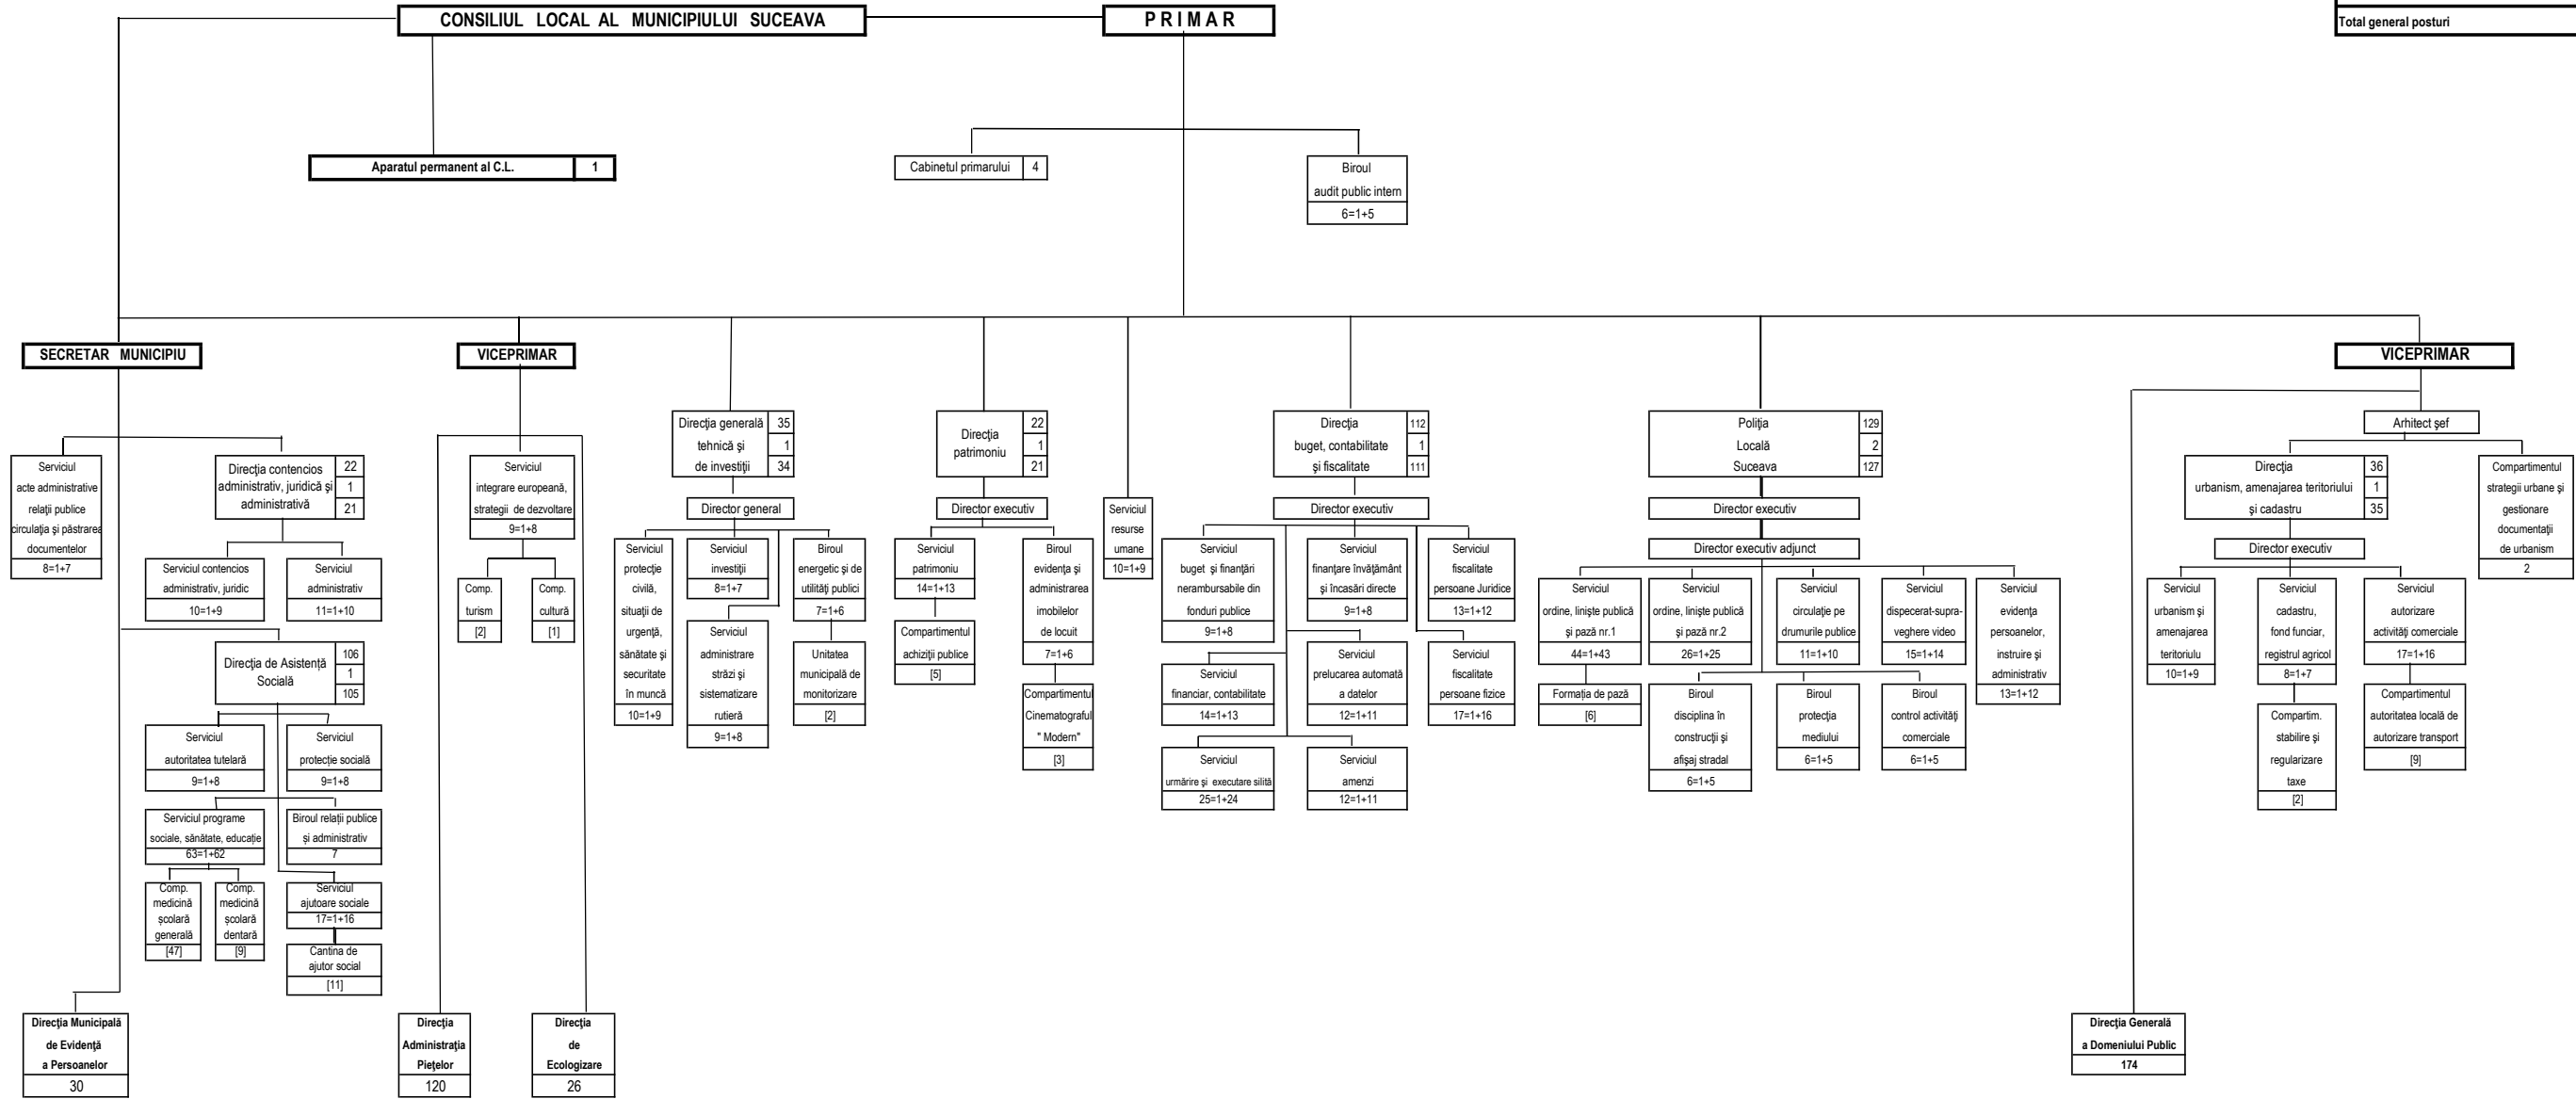 CONSILIUL LOCAL AL MUNICIPIULUI SUCEAVA
P R I M A R
Total general posturi
Aparatul permanent al C.L. 1
Cabinetul primarului 4
Biroul
audit public intern
6=1+5
SECRETAR MUNICIPIU
VICEPRIMAR
VICEPRIMAR
Serviciul
acte administrative
relaţii publice
circulaţia şi păstrarea
documentelor
8=1+7
Direcţia contencios
administrativ, juridică şi
administrativă
22
1
21
Serviciul contencios
administrativ, juridic
10=1+9
Serviciul
administrativ
11=1+10
Direcţia de Asistenţă
Socială
106
1
105
Serviciul
autoritatea tutelară
9=1+8
Serviciul
protecţie socială
9=1+8
Serviciul programe
sociale, sănătate, educaţie
63=1+62
Biroul relaţii publice
şi administrativ
7
Comp.
medicină
şcolară
generală
[47]
Comp.
medicină
şcolară
dentară
[9]
Serviciul
ajutoare sociale
17=1+16
Cantina de
ajutor social
[11]
Direcţia Municipală
de Evidenţă
a Persoanelor
30
Serviciul
integrare europeană,
strategii de dezvoltare
9=1+8
Comp.
turism
[2]
Comp.
cultură
[1]
Direcţia
Administraţia
Pieţelor
120
Direcţia
de
Ecologizare
26
Direcţia generală
tehnică şi
de investiţii
35
1
34
Director general
Serviciul
protecţie
civilă,
situaţii de
urgenţă,
sănătate şi
securitate
în muncă
10=1+9
Serviciul
investiţii
8=1+7
Serviciul
administrare
străzi şi
sistematizare
rutieră
9=1+8
Biroul
energetic şi de
utilităţi publici
7=1+6
Unitatea
municipală de
monitorizare
[2]
Direcţia
patrimoniu
22
1
21
Director executiv
Serviciul
patrimoniu
14=1+13
Compartimentul
achiziţii publice
[5]
Biroul
evidenţa şi
administrarea
imobilelor
de locuit
7=1+6
Compartimentul
Cinematograful
" Modern"
[3]
Serviciul
resurse
umane
10=1+9
Direcţia
buget, contabilitate
şi fiscalitate
112
1
111
Director executiv
Serviciul
buget şi finanţări
nerambursabile din
fonduri publice
9=1+8
Serviciul
finanţare învăţământ
şi încasări directe
9=1+8
Serviciul
fiscalitate
persoane Juridice
13=1+12
Serviciul
financiar, contabilitate
14=1+13
Serviciul
prelucarea automată
a datelor
12=1+11
Serviciul
fiscalitate
persoane fizice
17=1+16
Serviciul
urmărire şi executare silită
25=1+24
Serviciul
amenzi
12=1+11
Poliţia
Locală
Suceava
129
2
127
Director executiv
Director executiv adjunct
Serviciul
ordine, linişte publică
şi pază nr.1
44=1+43
Formaţia de pază
[6]
Serviciul
ordine, linişte publică
şi pază nr.2
26=1+25
Serviciul
circulaţie pe
drumurile publice
11=1+10
Serviciul
dispecerat-supra-
veghere video
15=1+14
Serviciul
evidenţa
persoanelor,
instruire şi
administrativ
13=1+12
Biroul
disciplina în
construcţii şi
afişaj stradal
6=1+5
Biroul
protecţia
mediului
6=1+5
Biroul
control activităţi
comerciale
6=1+5
Arhitect şef
Direcţia
urbanism, amenajarea teritoriului
şi cadastru
36
1
35
Compartimentul
strategii urbane şi
gestionare
documentaţii
de urbanism
2
Director executiv
Serviciul
urbanism şi
amenajarea
teritoriulu
10=1+9
Serviciul
cadastru,
fond funciar,
registrul agricol
8=1+7
Compartim.
stabilire şi
regularizare
taxe
[2]
Serviciul
autorizare
activităţi comerciale
17=1+16
Compartimentul
autoritatea locală de
autorizare transport
[9]
Direcţia Generală
a Domeniului Public
174